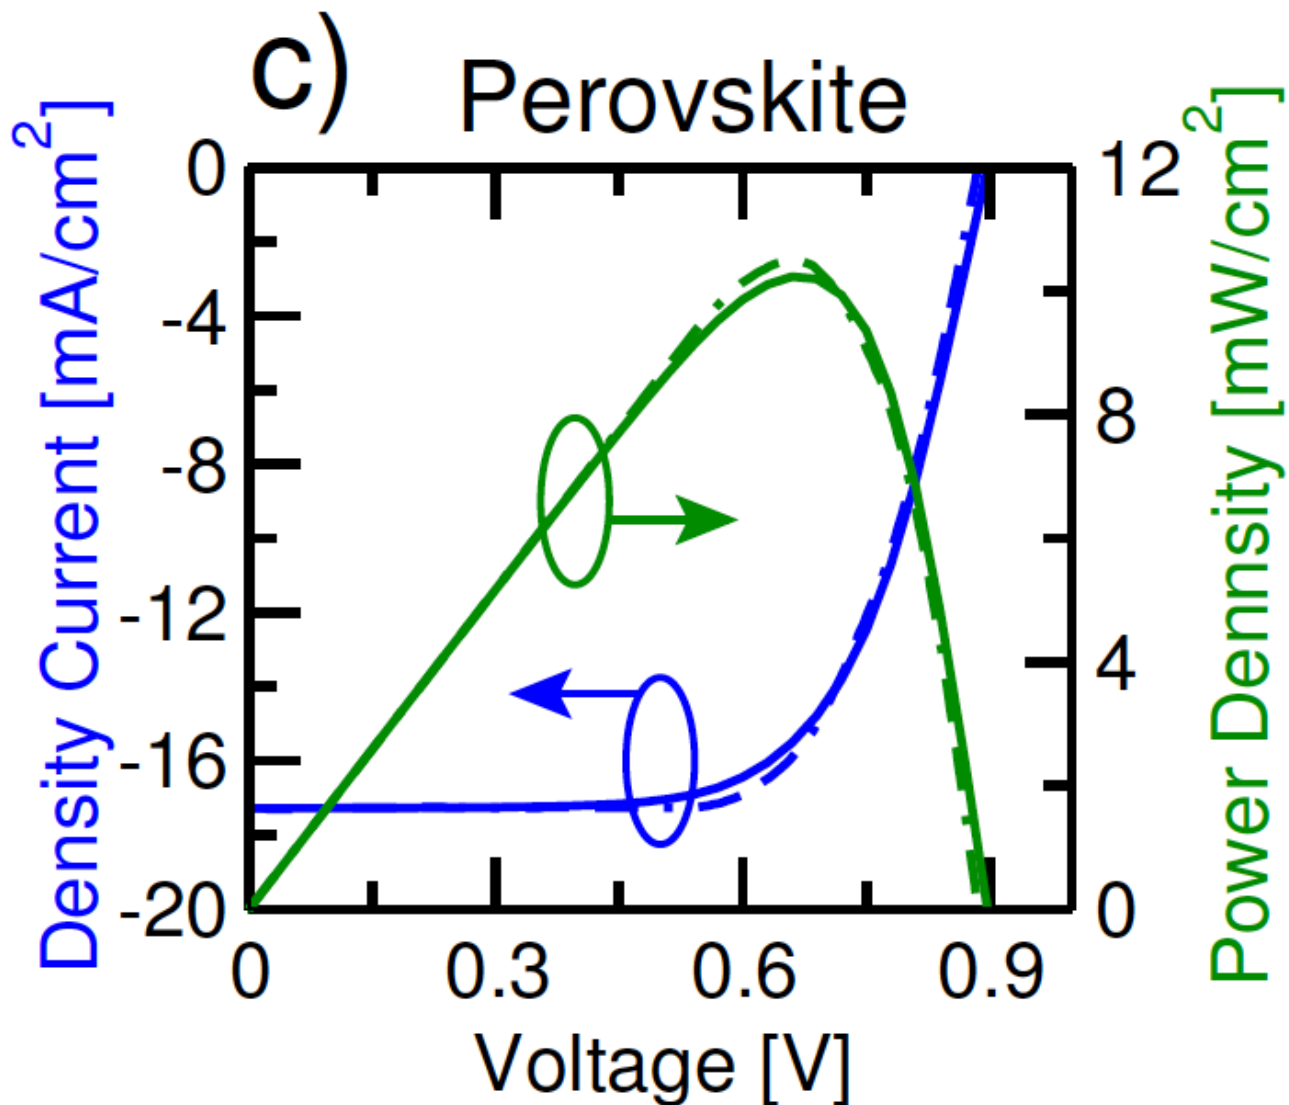 c)
Perovskite
Density Current [mA/cm²]
0
-4
-8
-12
-16
-20
12
8
4
0
Power Dennsity [mW/cm²]
0 0.3 0.6 0.9
Voltage [V]